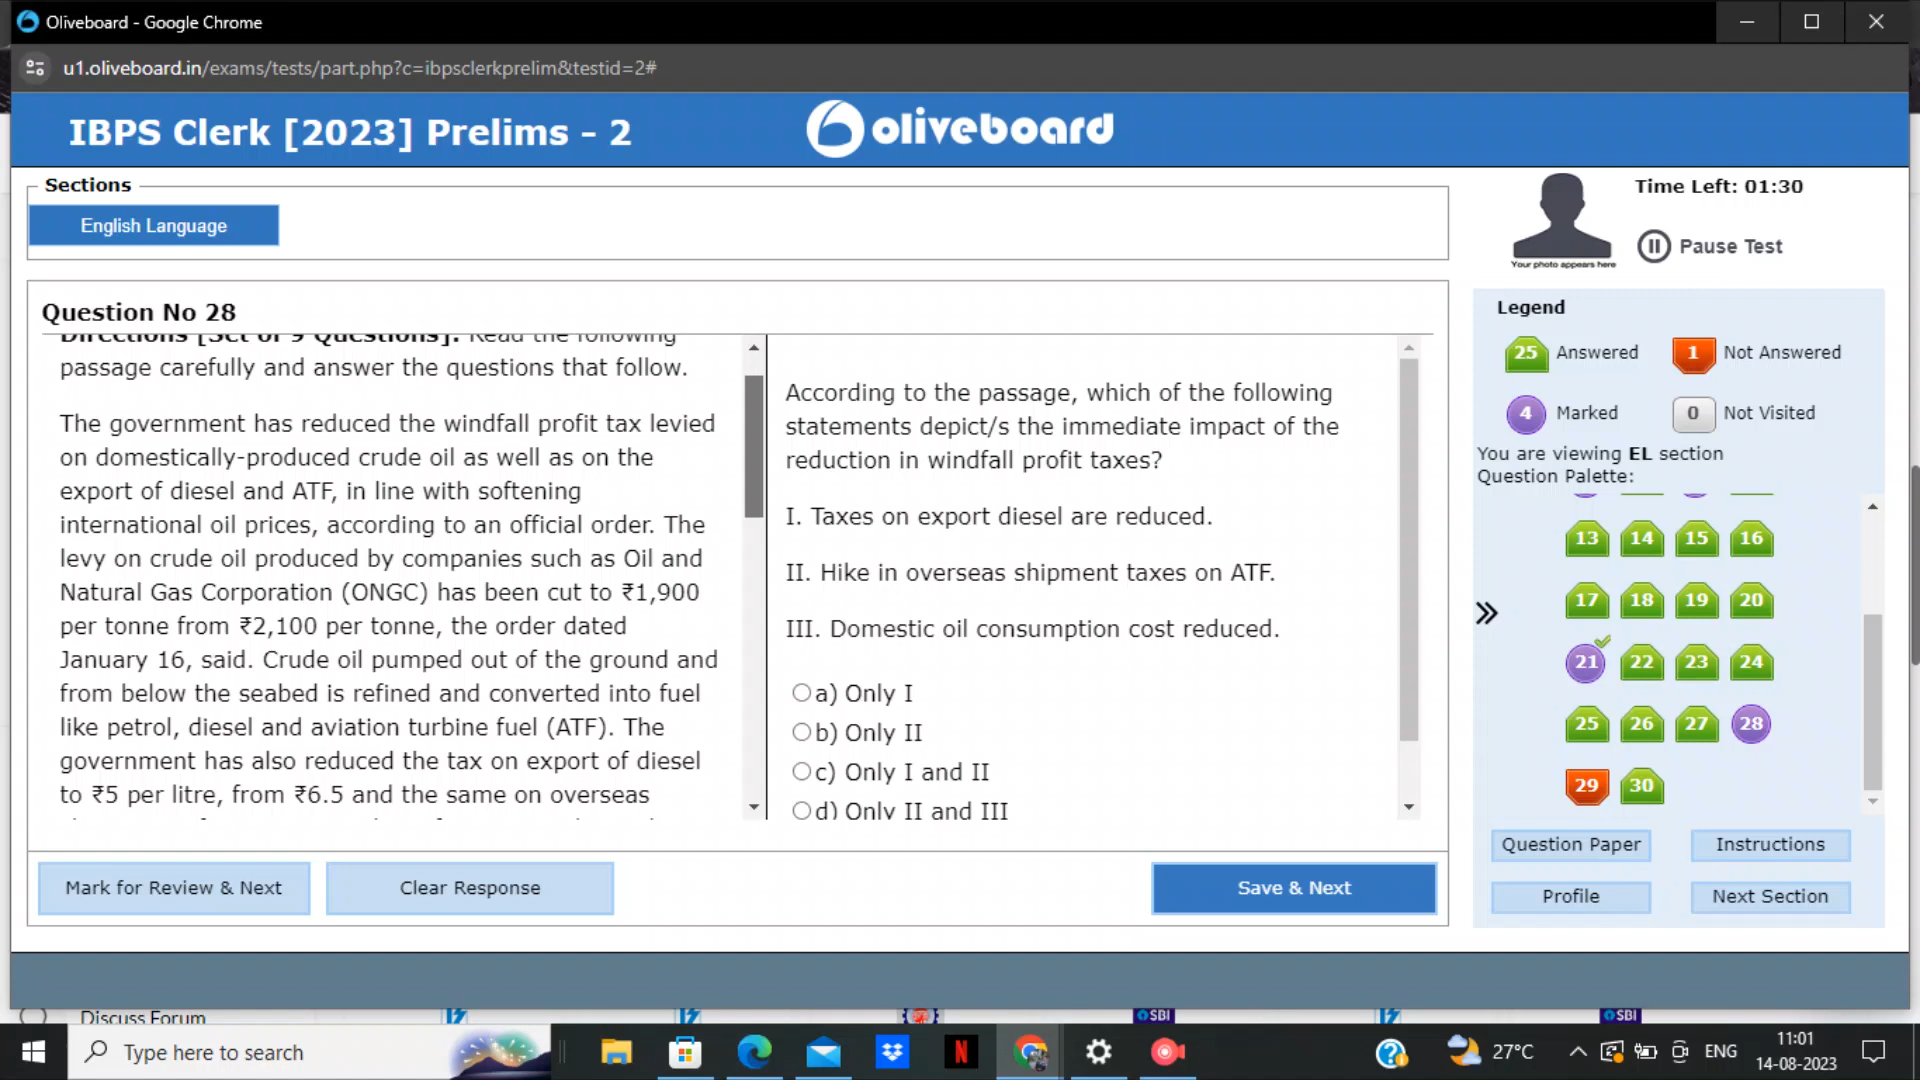 Oliveboard - Google Chrome
u1.oliveboard.in/exams/tests/part.php?c=ibpsclerkprelim&testid=2#
IBPS Clerk [2023] Prelims - 2
oliveboard
Sections
English Language
Time Left: 01:30
Your photo appears here
Pause Test
Question No 28
Directions [Set of 9 Questions]: Read the following
passage carefully and answer the questions that follow.
The government has reduced the windfall profit tax levied
on domestically-produced crude oil as well as on the
export of diesel and ATF, in line with softening
international oil prices, according to an official order. The
levy on crude oil produced by companies such as Oil and
Natural Gas Corporation (ONGC) has been cut to ₹1,900
per tonne from ₹2,100 per tonne, the order dated
January 16, said. Crude oil pumped out of the ground and
from below the seabed is refined and converted into fuel
like petrol, diesel and aviation turbine fuel (ATF). The
government has also reduced the tax on export of diesel
to ₹5 per litre, from ₹6.5 and the same on overseas
According to the passage, which of the following
statements depict/s the immediate impact of the
reduction in windfall profit taxes?
I. Taxes on export diesel are reduced.
II. Hike in overseas shipment taxes on ATF.
III. Domestic oil consumption cost reduced.
a) Only I
b) Only II
c) Only I and II
d) Only II and III
Mark for Review & Next
Clear Response
Save & Next
Legend
25 Answered
1 Not Answered
4 Marked
0 Not Visited
You are viewing EL section
Question Palette:
13 14 15 16
17 18 19 20
21 22 23 24
25 26 27 28
29 30
Question Paper
Instructions
Profile
Next Section
Discuss Forum
SBI
SBI
Type here to search
27°C
ENG
11:01
14-08-2023